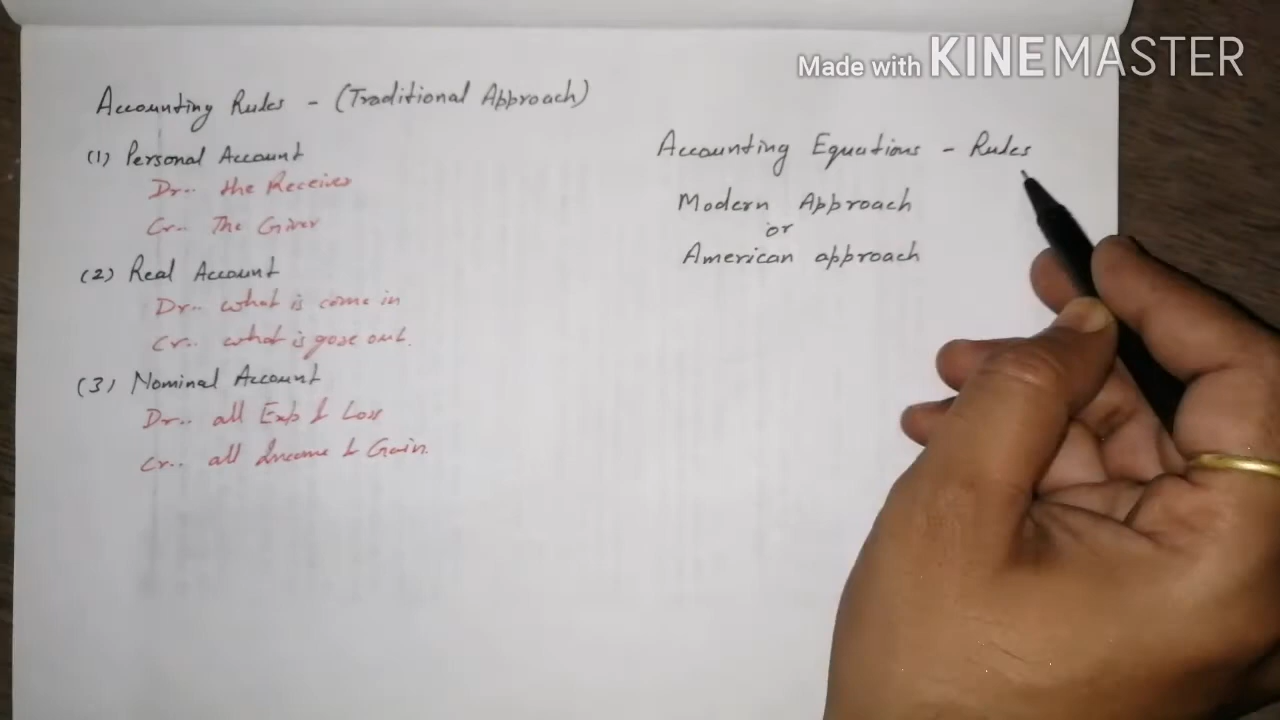 Made with KINEMASTER
Accounting Rules - (Traditional Approach)
(1) Personal Account
Dr.. the Receiver
Cr.. The Giver
(2) Real Account
Dr.. what is come in
Cr.. what is gose out.
(3) Nominal Account
Dr.. all Exp & Loss
Cr.. all Income & Gain.
Accounting Equations - Rules
Modern Approach
or
American approach